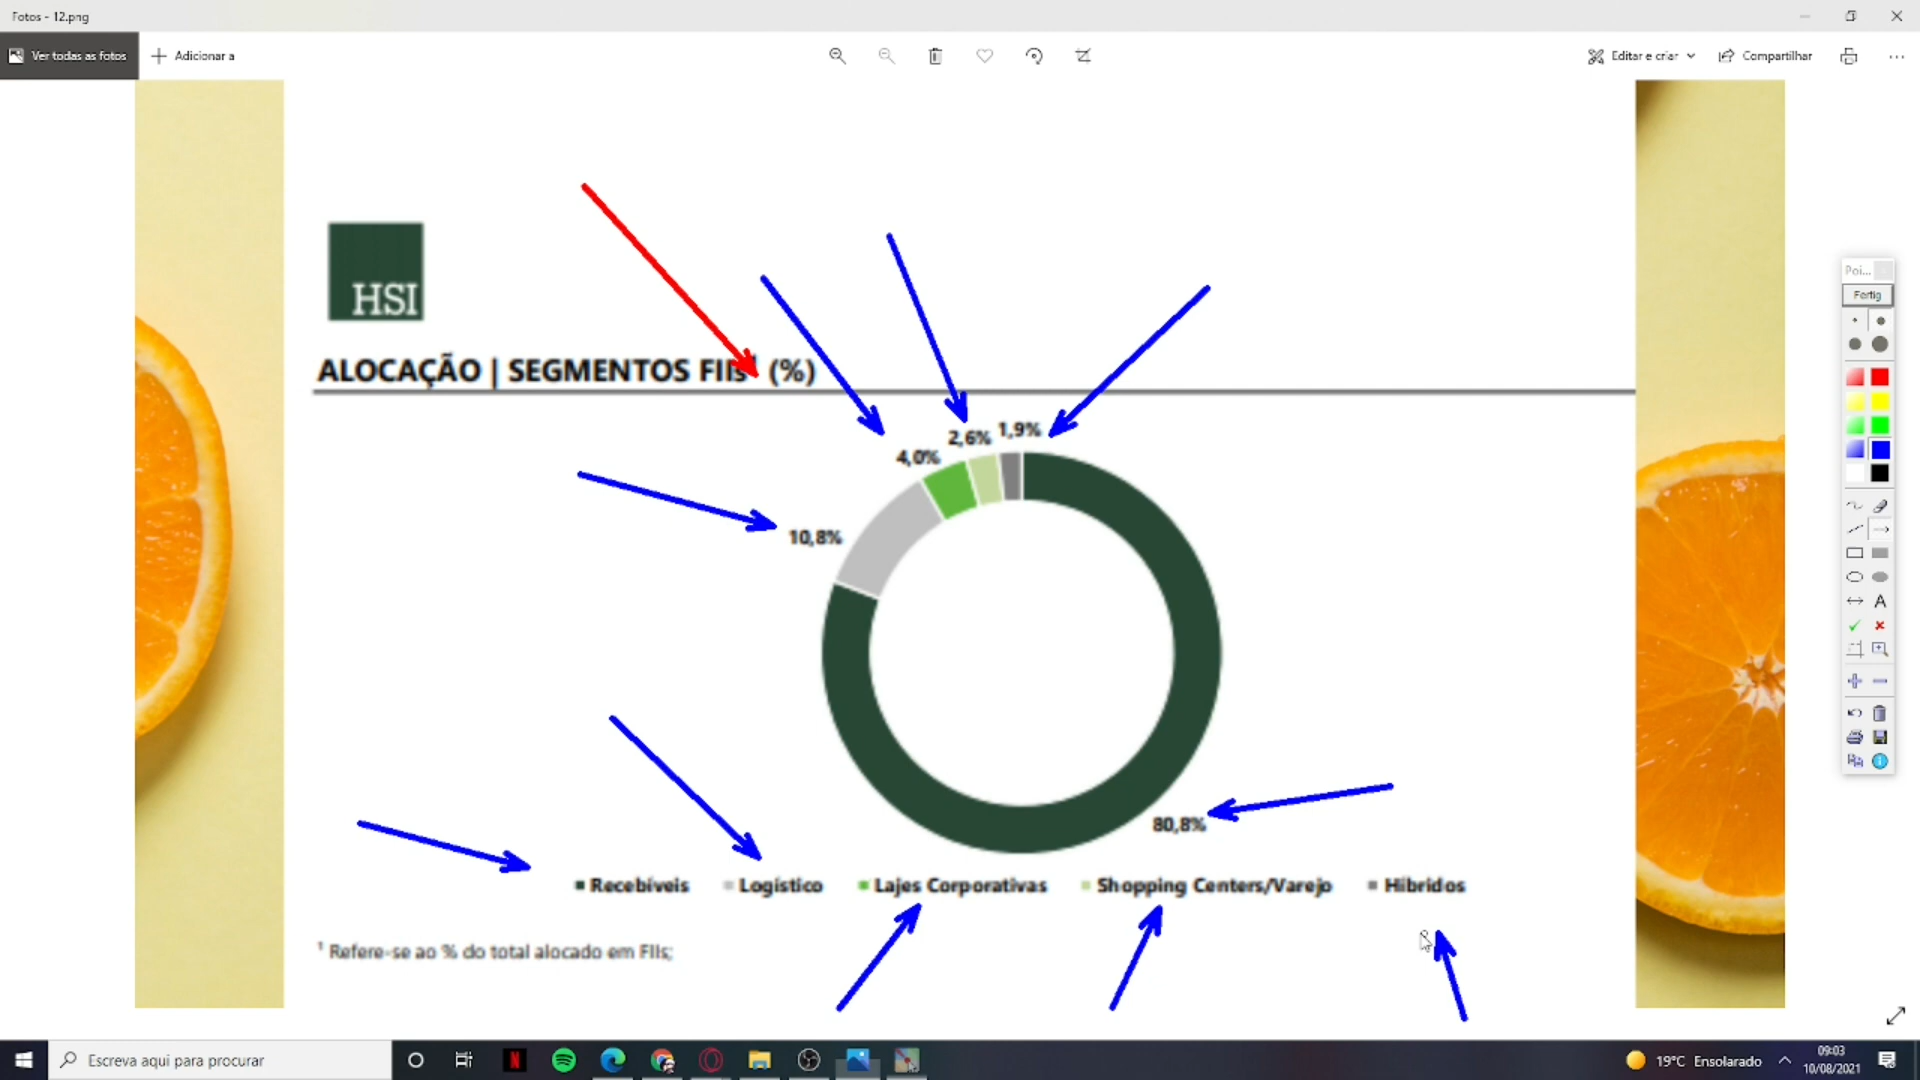 Fotos - 12.png
Ver todas as fotos
Adicionar a
Editar e criar
Compartilhar
HSI
ALOCAÇÃO | SEGMENTOS FIIs (%)
1,9%
2,6%
4,0%
10,8%
80,8%
Recebíveis
Logístico
Lajes Corporativas
Shopping Centers/Varejo
Híbridos
¹ Refere-se ao % do total alocado em FIIs;
Poi...
Fertig
A
Escreva aqui para procurar
19°C Ensolarado
09:03
10/08/2021